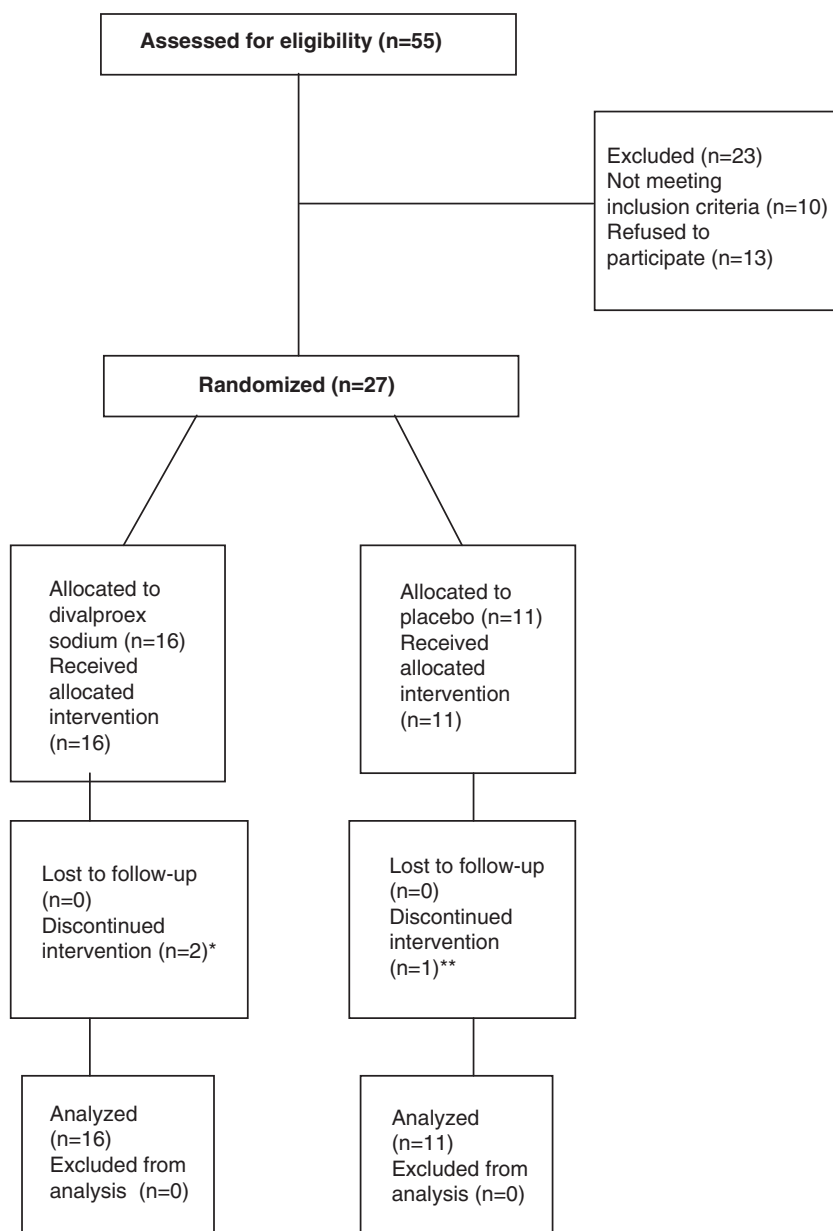 Assessed for eligibility (n=55)
Excluded (n=23)
Not meeting
inclusion criteria (n=10)
Refused to
participate (n=13)
Randomized (n=27)
Allocated to
divalproex
sodium (n=16)
Received
allocated
intervention
(n=16)
Allocated to
placebo (n=11)
Received
allocated
intervention
(n=11)
Lost to follow-up
(n=0)
Discontinued
intervention (n=2)*
Lost to follow-up
(n=0)
Discontinued
intervention
(n=1)**
Analyzed
(n=16)
Excluded from
analysis (n=0)
Analyzed
(n=11)
Excluded from
analysis (n=0)